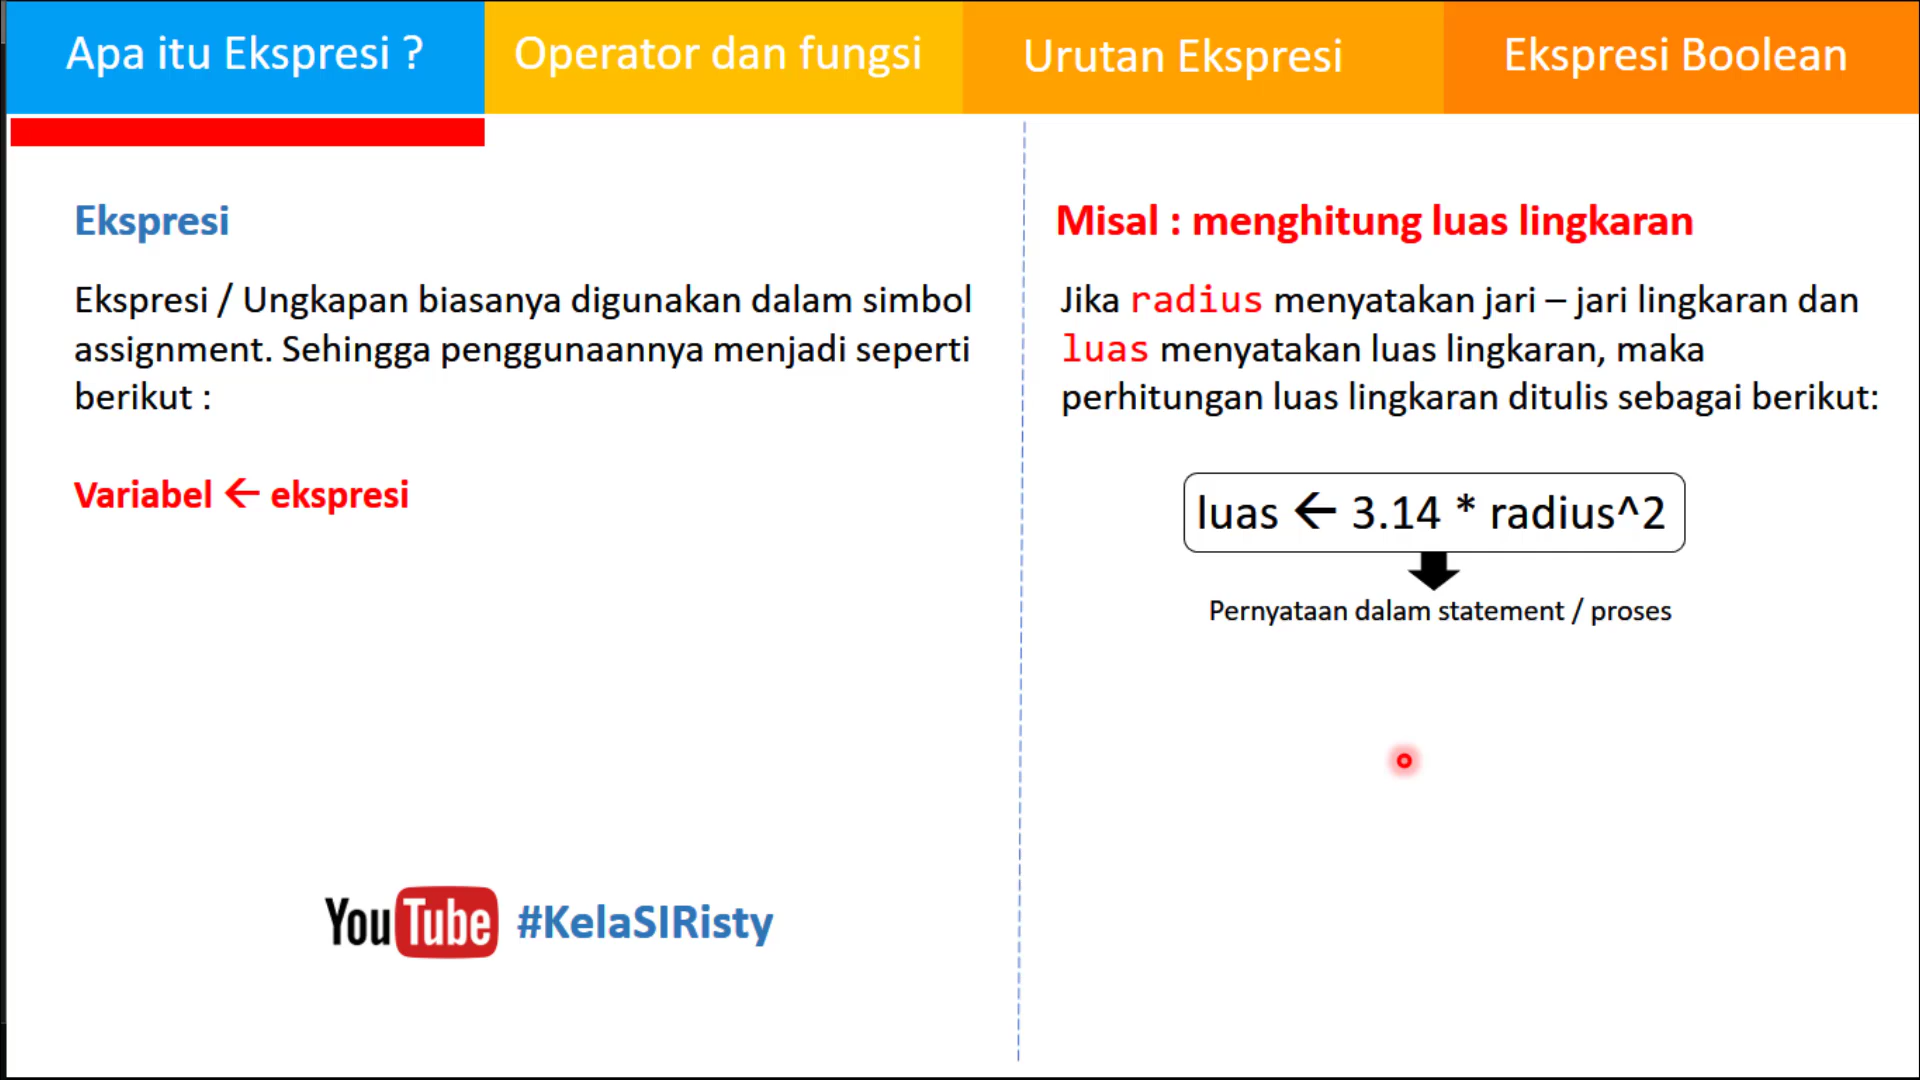 Apa itu Ekspresi ?
Operator dan fungsi
Urutan Ekspresi
Ekspresi Boolean
Ekspresi
Ekspresi / Ungkapan biasanya digunakan dalam simbol
assignment. Sehingga penggunaannya menjadi seperti
berikut :
Variabel ← ekspresi
YouTube #KelaSIRisty
Misal : menghitung luas lingkaran
Jika radius menyatakan jari – jari lingkaran dan
luas menyatakan luas lingkaran, maka
perhitungan luas lingkaran ditulis sebagai berikut:
luas ← 3.14 * radius^2
Pernyataan dalam statement / proses